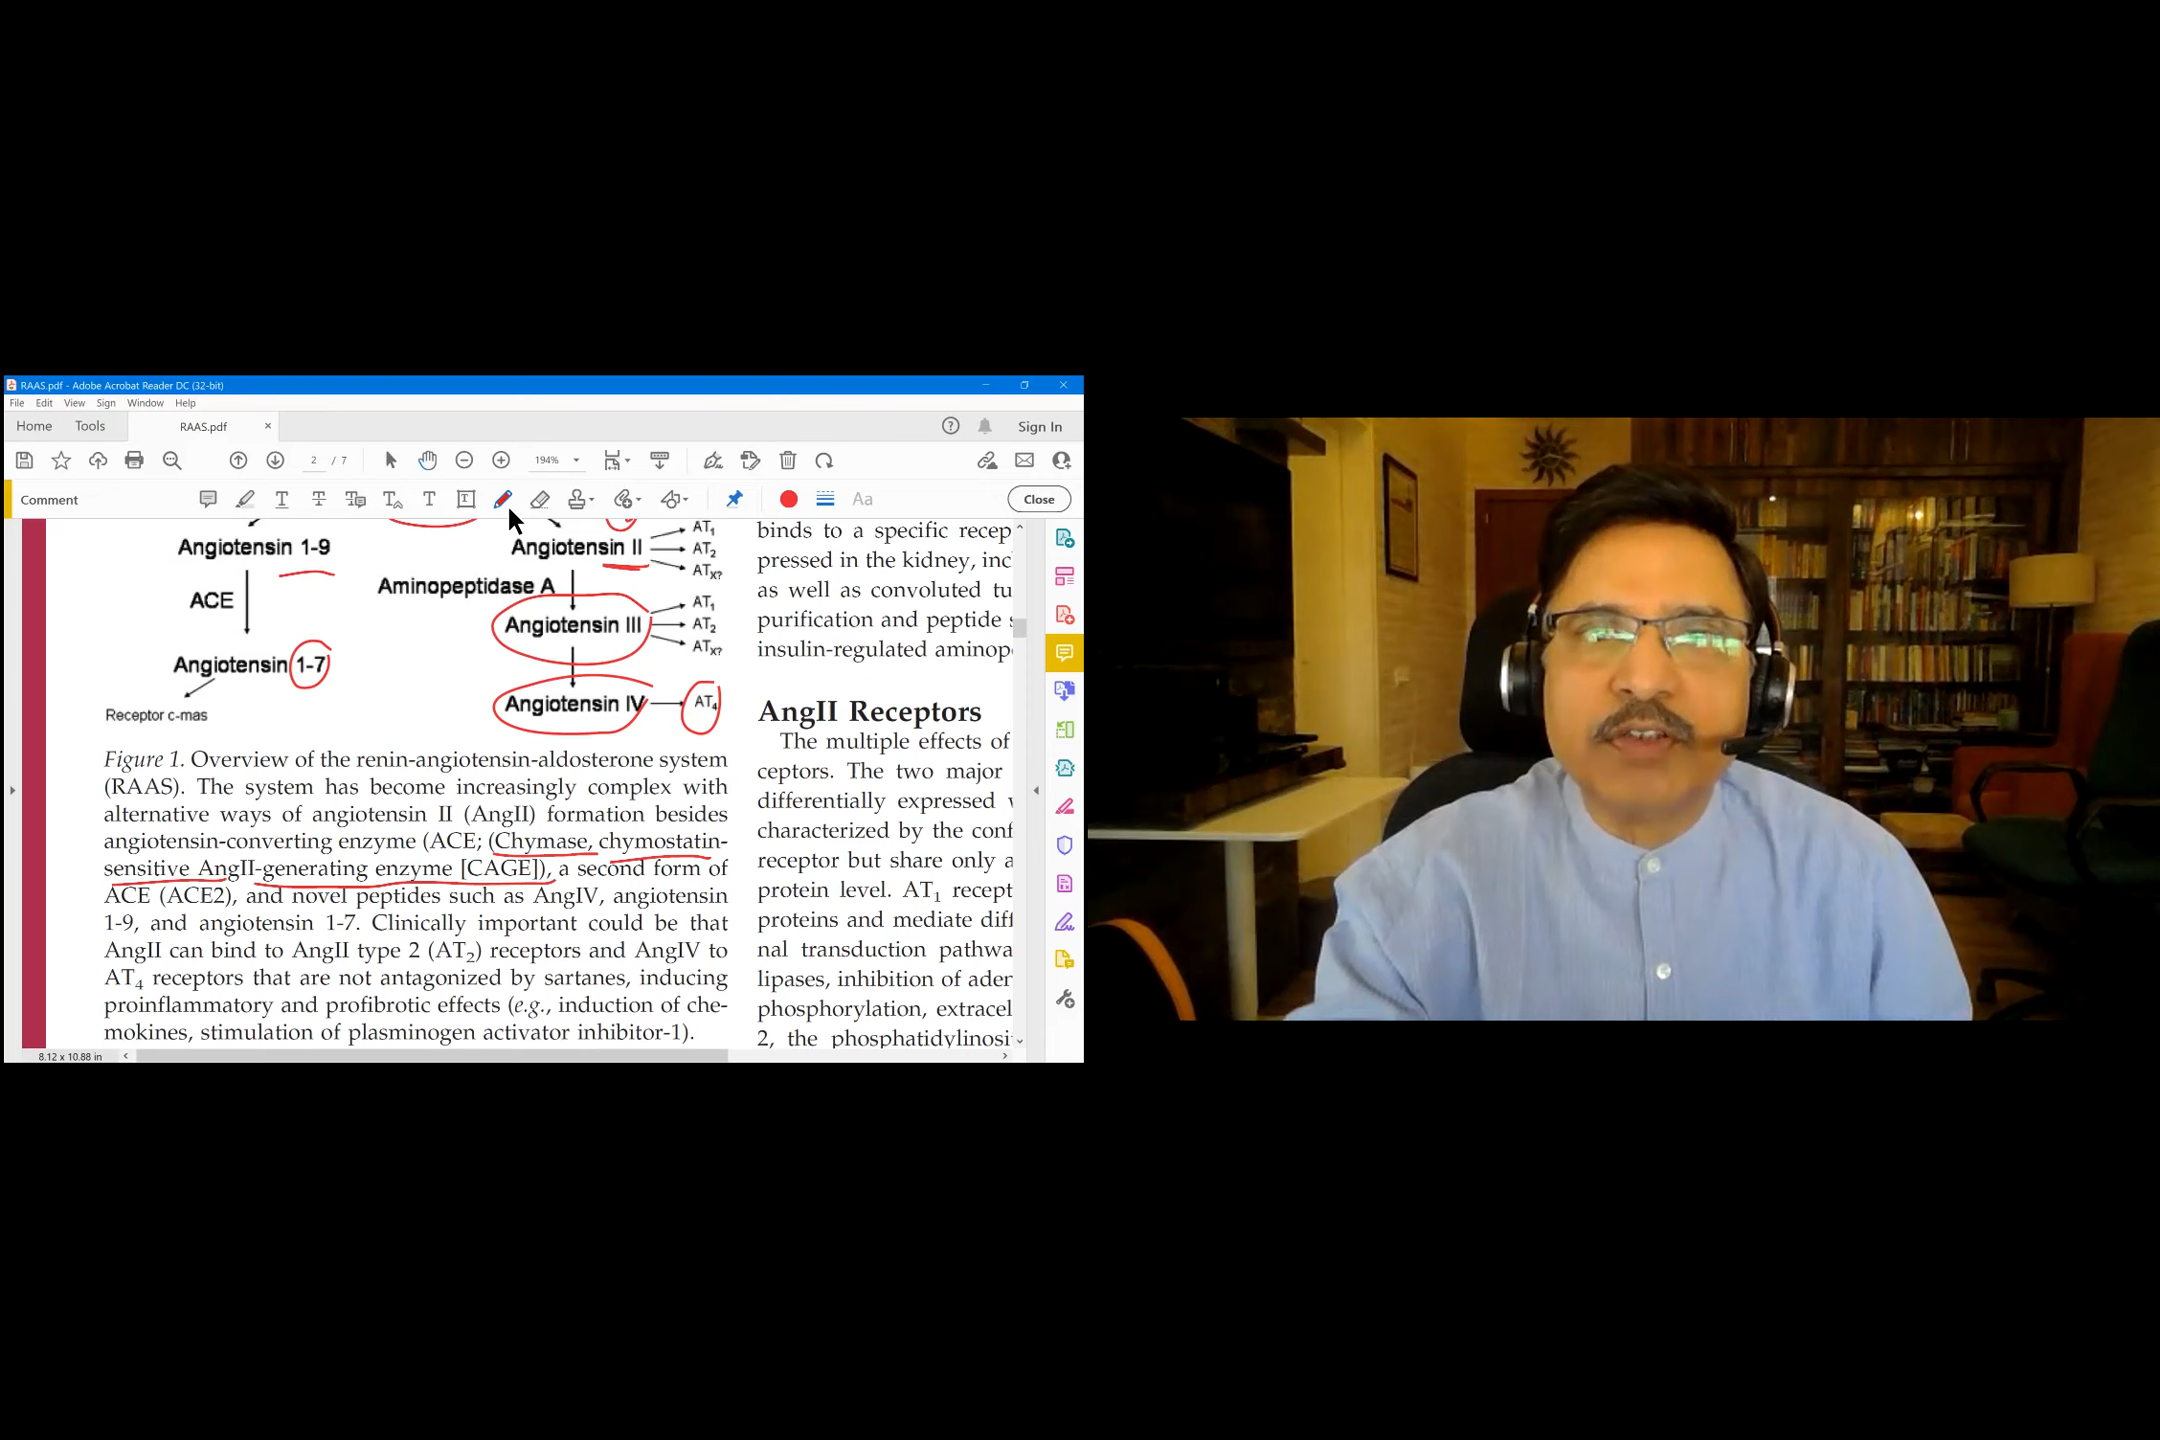 RAAS.pdf - Adobe Acrobat Reader DC (32-bit)
File Edit View Sign Window Help
Home Tools RAAS.pdf × Sign In
2 / 7 194%
Comment Close
Angiotensin 1-9
ACE
Angiotensin 1-7
Receptor c-mas
Angiotensin II
AT1
AT2
ATX?
Aminopeptidase A
Angiotensin III
AT1
AT2
ATX?
Angiotensin IV
AT4
Figure 1. Overview of the renin-angiotensin-aldosterone system
(RAAS). The system has become increasingly complex with
alternative ways of angiotensin II (AngII) formation besides
angiotensin-converting enzyme (ACE; (Chymase, chymostatin-
sensitive AngII-generating enzyme [CAGE]), a second form of
ACE (ACE2), and novel peptides such as AngIV, angiotensin
1-9, and angiotensin 1-7. Clinically important could be that
AngII can bind to AngII type 2 (AT2) receptors and AngIV to
AT4 receptors that are not antagonized by sartanes, inducing
proinflammatory and profibrotic effects (e.g., induction of che-
mokines, stimulation of plasminogen activator inhibitor-1).
binds to a specific recep
pressed in the kidney, inc
as well as convoluted tu
purification and peptide s
insulin-regulated aminop
AngII Receptors
The multiple effects of
ceptors. The two major
differentially expressed
characterized by the conf
receptor but share only a
protein level. AT1 recept
proteins and mediate diff
nal transduction pathwa
lipases, inhibition of ader
phosphorylation, extracel
2, the phosphatidylinosi
8.12 x 10.88 in